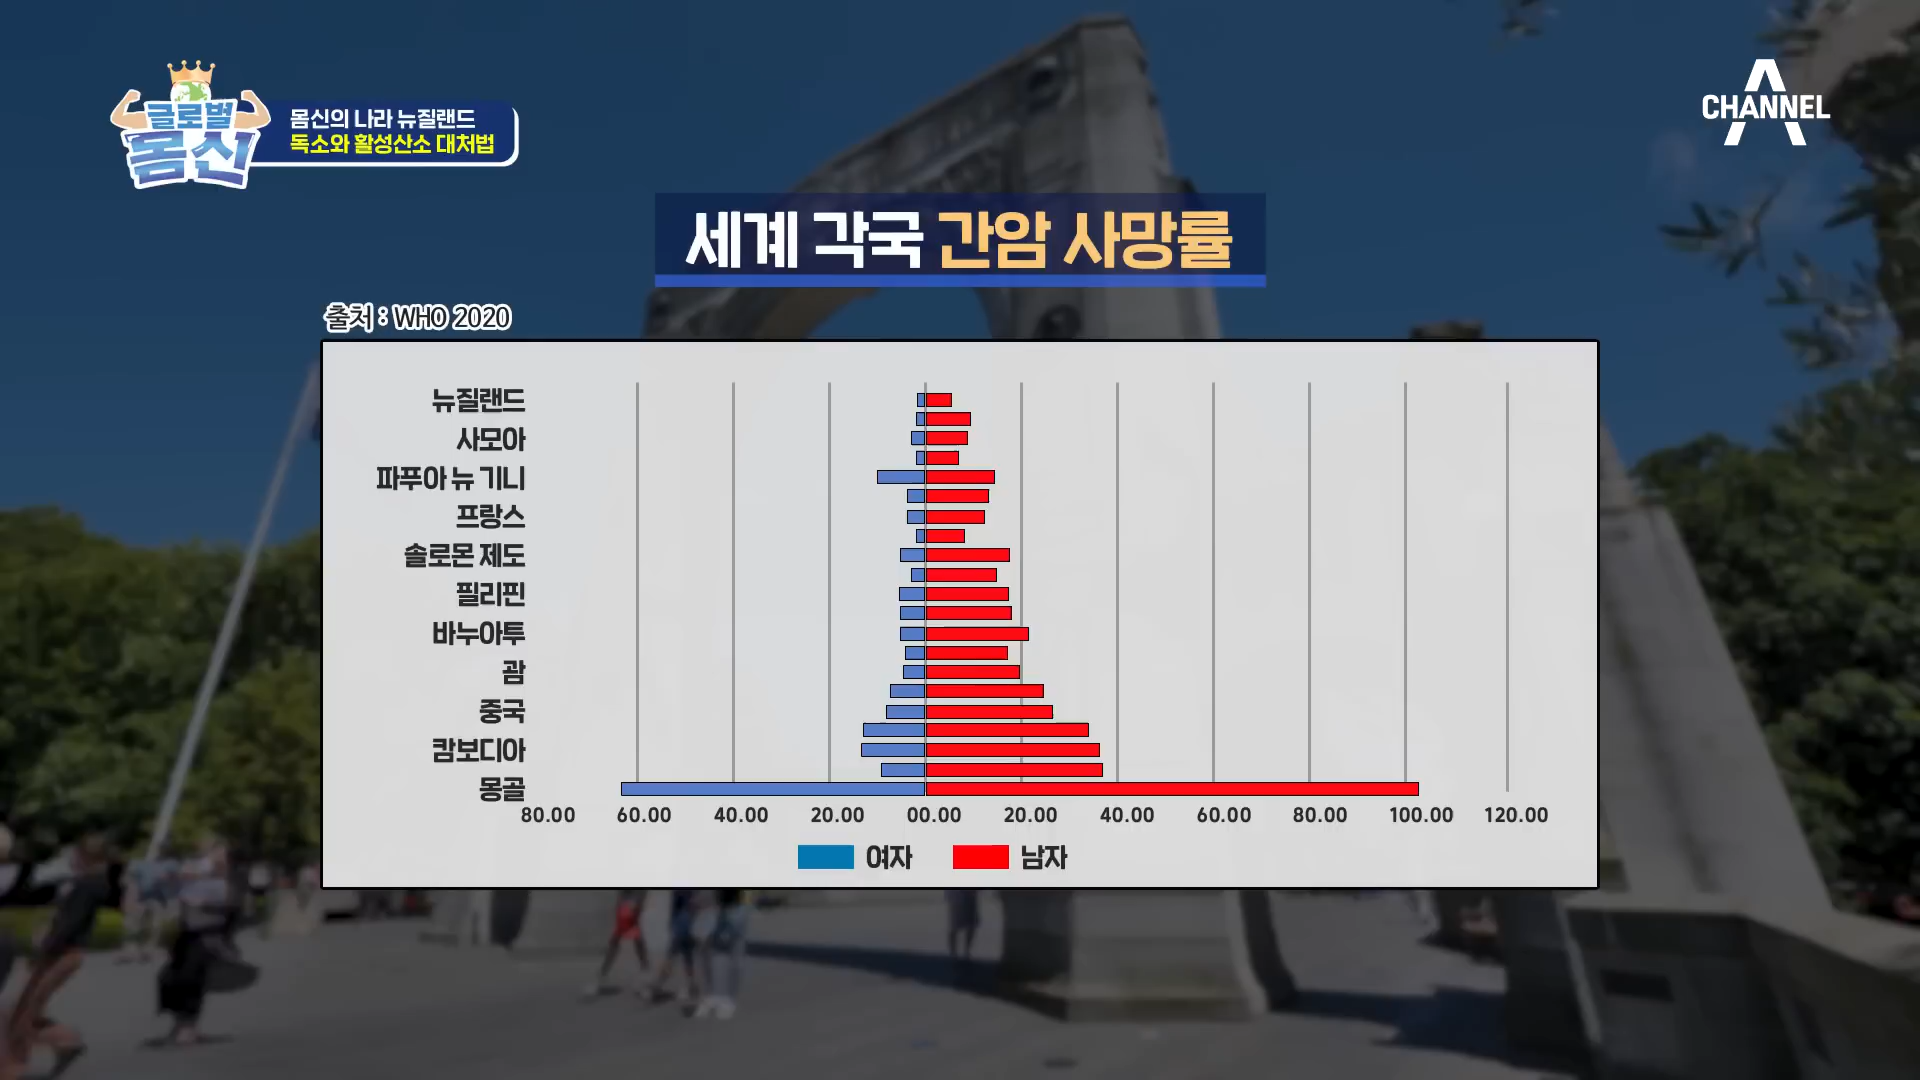 글로벌
몸신
몸신의 나라 뉴질랜드
독소와 활성산소 대처법
CHANNEL A
세계 각국 간암 사망률
출처 : WHO 2020
뉴질랜드
사모아
파푸아 뉴 기니
프랑스
솔로몬 제도
필리핀
바누아투
괌
중국
캄보디아
몽골
80.00 60.00 40.00 20.00 00.00 20.00 40.00 60.00 80.00 100.00 120.00
여자 남자